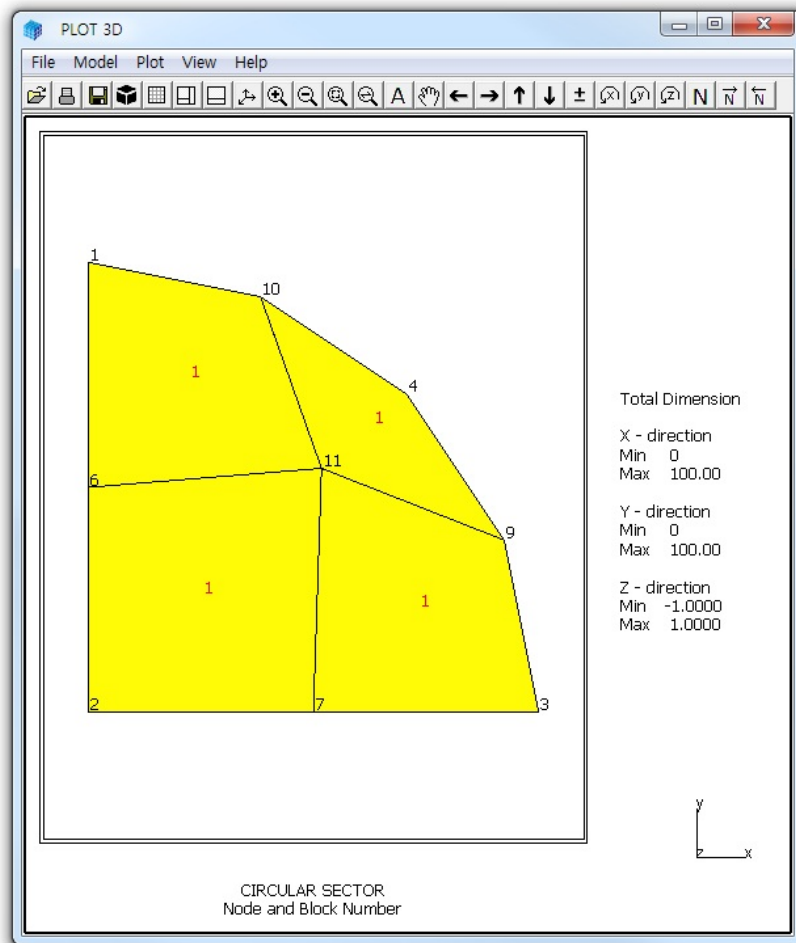 PLOT 3D
File Model Plot View Help
A x y z N N N
1
10
1
4
1
11
6
9
1
1
2
7
3
Total Dimension
X - direction
Min 0
Max 100.00
Y - direction
Min 0
Max 100.00
Z - direction
Min -1.0000
Max 1.0000
y
z x
CIRCULAR SECTOR
Node and Block Number